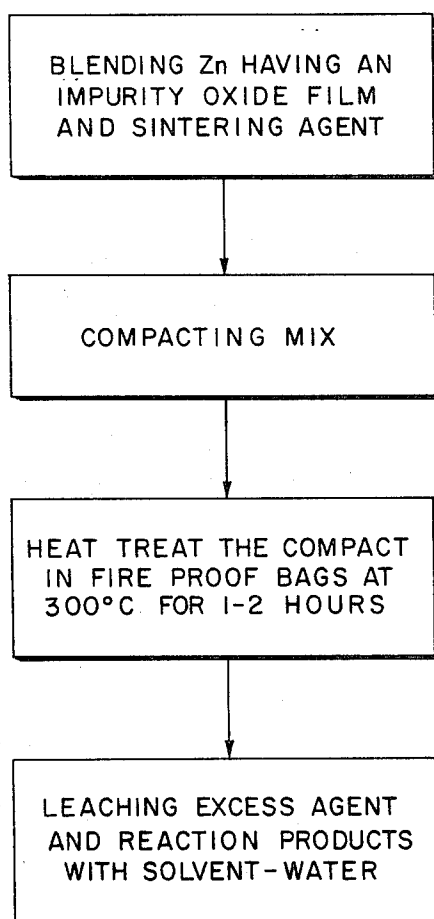 BLENDING Zn HAVING AN
IMPURITY OXIDE FILM
AND SINTERING AGENT
COMPACTING MIX
HEAT TREAT THE COMPACT
IN FIRE PROOF BAGS AT
300°C FOR 1-2 HOURS
LEACHING EXCESS AGENT
AND REACTION PRODUCTS
WITH SOLVENT-WATER